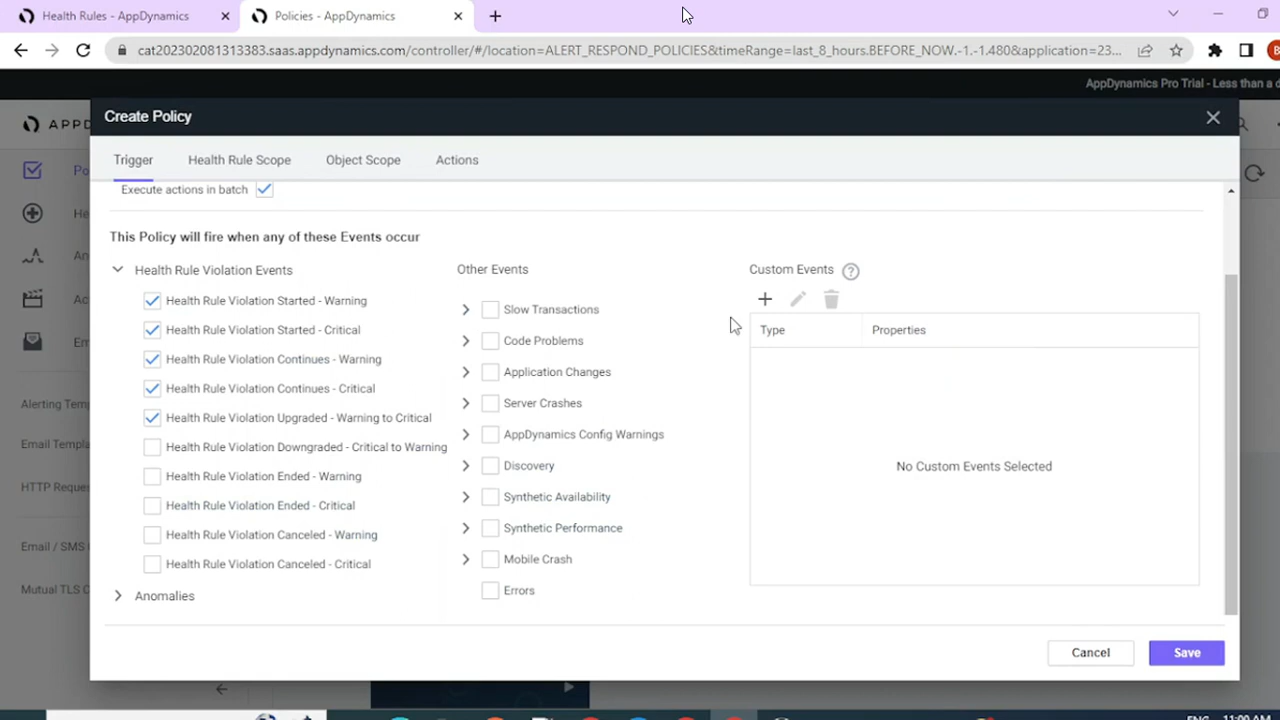 Health Rules - AppDynamics
Policies - AppDynamics
cat202302081313383.saas.appdynamics.com/controller/#/location=ALERT_RESPOND_POLICIES&timeRange=last_8_hours.BEFORE_NOW.-1.-1.480&application=23...
AppDynamics Pro Trial - Less than a d
APPD
Create Policy
Trigger
Health Rule Scope
Object Scope
Actions
Po
He
An
Ac
Em
Alerting Temp
Email Templa
HTTP Reques
Email / SMS
Mutual TLS C
Execute actions in batch
This Policy will fire when any of these Events occur
Health Rule Violation Events
Health Rule Violation Started - Warning
Health Rule Violation Started - Critical
Health Rule Violation Continues - Warning
Health Rule Violation Continues - Critical
Health Rule Violation Upgraded - Warning to Critical
Health Rule Violation Downgraded - Critical to Warning
Health Rule Violation Ended - Warning
Health Rule Violation Ended - Critical
Health Rule Violation Canceled - Warning
Health Rule Violation Canceled - Critical
Anomalies
Other Events
Slow Transactions
Code Problems
Application Changes
Server Crashes
AppDynamics Config Warnings
Discovery
Synthetic Availability
Synthetic Performance
Mobile Crash
Errors
Custom Events ?
Type
Properties
No Custom Events Selected
Cancel
Save
ENG
11:00 AM